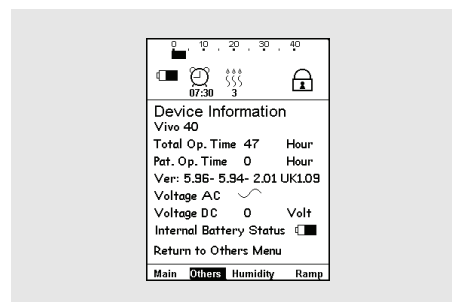 0 10 20 30 40
07:30 3
Device Information
Vivo 40
Total Op. Time 47 Hour
Pat. Op. Time 0 Hour
Ver: 5.96- 5.94- 2.01 UK1.09
Voltage AC
Voltage DC 0 Volt
Internal Battery Status
Return to Others Menu
Main Others Humidity Ramp